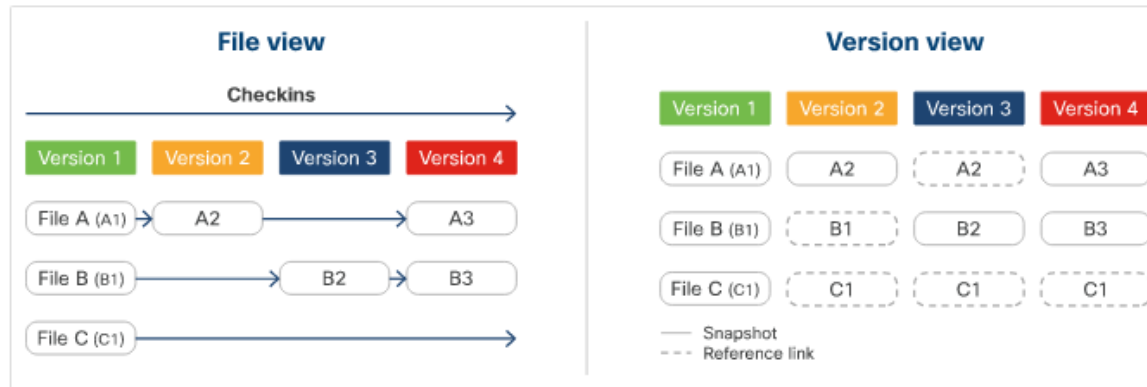 File view
Checkins
Version 1 Version 2 Version 3 Version 4
File A (A1) A2 A3
File B (B1) B2 B3
File C (C1)
Version view
Version 1 Version 2 Version 3 Version 4
File A (A1) A2 A2 A3
File B (B1) B1 B2 B3
File C (C1) C1 C1 C1
Snapshot
Reference link